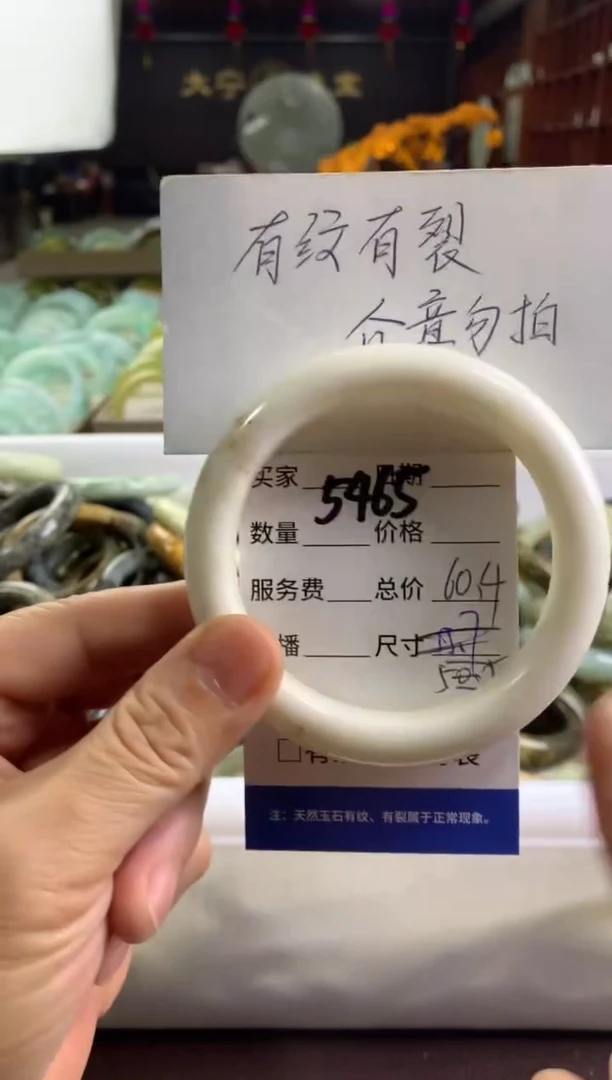 有纹有裂
介意勿拍
买家
5465
数量 价格
服务费 总价 60.4
播 尺寸
注：天然玉石有纹、有裂属于正常现象。